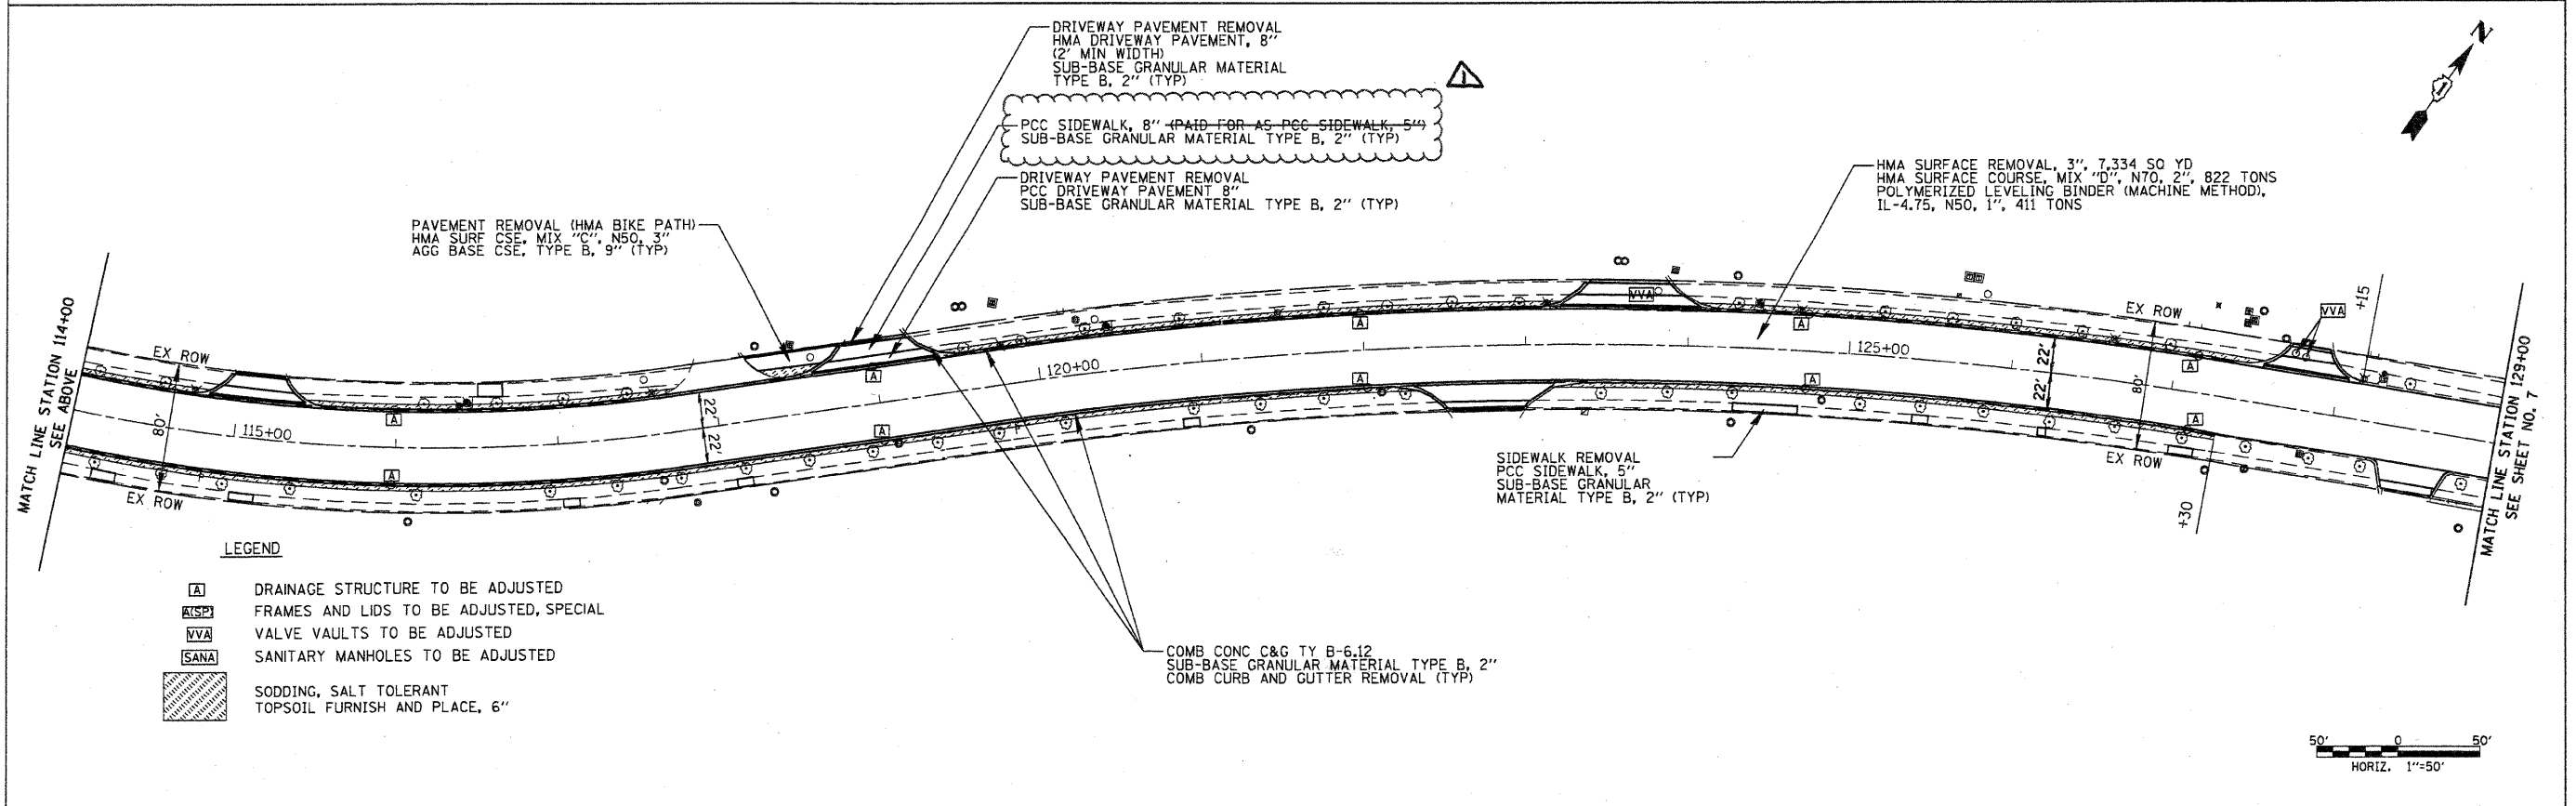 DRIVEWAY PAVEMENT REMOVAL
HMA DRIVEWAY PAVEMENT, 8"
(2' MIN WIDTH)
SUB-BASE GRANULAR MATERIAL
TYPE B, 2" (TYP)
1
N
PCC SIDEWALK, 8" (PAID FOR AS PCC SIDEWALK, 5")
SUB-BASE GRANULAR MATERIAL TYPE B, 2" (TYP)
DRIVEWAY PAVEMENT REMOVAL
PCC DRIVEWAY PAVEMENT 8"
SUB-BASE GRANULAR MATERIAL TYPE B, 2" (TYP)
HMA SURFACE REMOVAL, 3", 7,334 SQ YD
HMA SURFACE COURSE, MIX "D", N70, 2", 822 TONS
POLYMERIZED LEVELING BINDER (MACHINE METHOD),
IL-4.75, N50, 1", 411 TONS
PAVEMENT REMOVAL (HMA BIKE PATH)
HMA SURF CSE, MIX "C", N50, 3"
AGG BASE CSE, TYPE B, 9" (TYP)
MATCH LINE STATION 114+00
SEE ABOVE
EX ROW
80'
115+00
EX ROW
A
A
22'
22'
A
A
120+00
A
A
VVA
A
A
125+00
22'
22'
EX ROW
80'
EX ROW
A
A
VVA
+15
+30
MATCH LINE STATION 129+00
SEE SHEET NO. 7
SIDEWALK REMOVAL
PCC SIDEWALK, 5"
SUB-BASE GRANULAR
MATERIAL TYPE B, 2" (TYP)
COMB CONC C&G TY B-6.12
SUB-BASE GRANULAR MATERIAL TYPE B, 2"
COMB CURB AND GUTTER REMOVAL (TYP)
LEGEND
A DRAINAGE STRUCTURE TO BE ADJUSTED
A(SP) FRAMES AND LIDS TO BE ADJUSTED, SPECIAL
VVA VALVE VAULTS TO BE ADJUSTED
SANA SANITARY MANHOLES TO BE ADJUSTED
SODDING, SALT TOLERANT
TOPSOIL FURNISH AND PLACE, 6"
50' 0 50'
HORIZ. 1"=50'